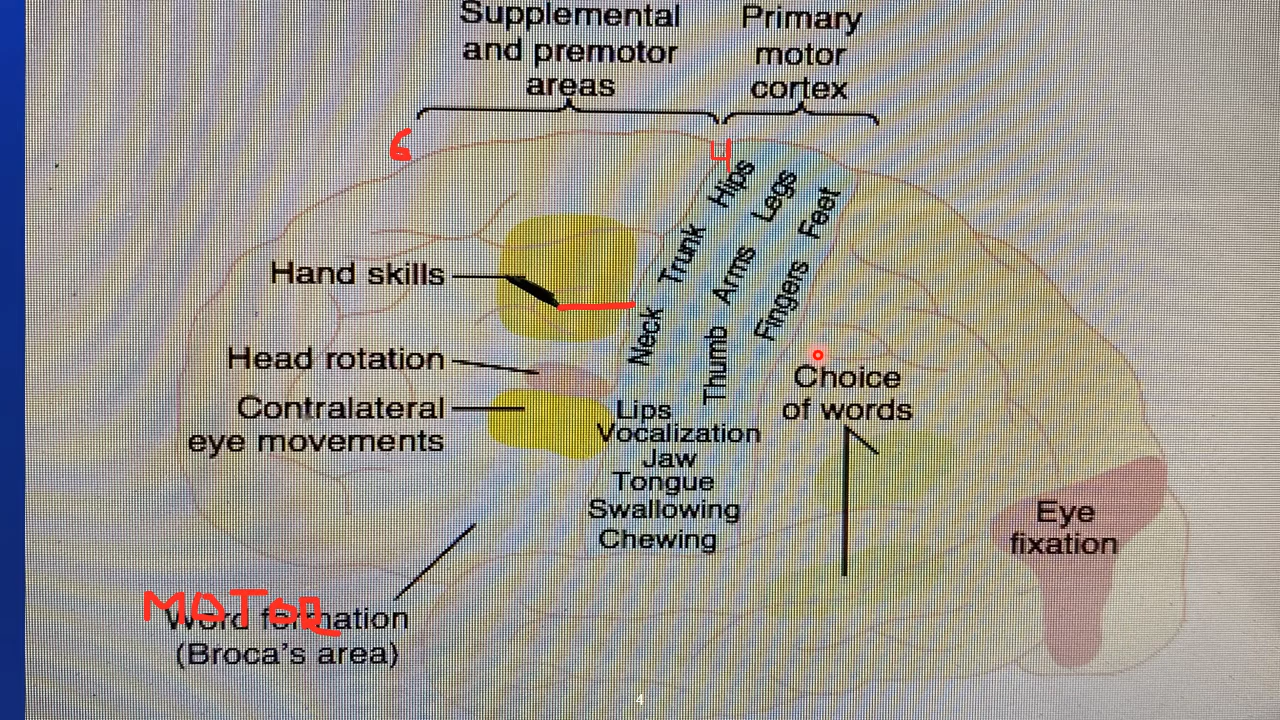 Supplemental
and premotor
areas
Primary
motor
cortex
6
4
Hips
Legs
Feet
Trunk
Arms
Fingers
Neck
Thumb
Hand skills
Head rotation
Contralateral
eye movements
Lips
Vocalization
Jaw
Tongue
Swallowing
Chewing
Choice
of words
Eye
fixation
MOTOR
Word formation
(Broca's area)
4